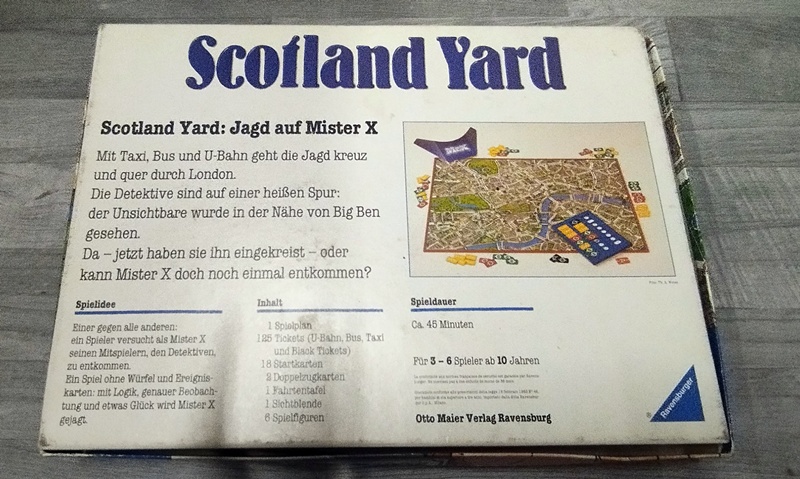 Scotland Yard
Scotland Yard: Jagd auf Mister X
Mit Taxi, Bus und U-Bahn geht die Jagd kreuz
und quer durch London.
Die Detektive sind auf einer heißen Spur:
der Unsichtbare wurde in der Nähe von Big Ben
gesehen.
Da – jetzt haben sie ihn eingekreist – oder
kann Mister X doch noch einmal entkommen?
Spielidee
Einer gegen alle anderen:
ein Spieler versucht als Mister X
seinen Mitspielern, den Detektiven,
zu entkommen.
Ein Spiel ohne Würfel und Ereignis-
karten: mit Logik, genauer Beobach-
tung und etwas Glück wird Mister X
gejagt.
Inhalt
1 Spielplan
125 Tickets (U-Bahn, Bus, Taxi
und Black Tickets)
18 Startkarten
2 Doppelzugkarten
1 Fahrtentafel
1 Sichtblende
6 Spielfiguren
Spieldauer
Ca. 45 Minuten
Für 3 – 6 Spieler ab 10 Jahren
Otto Maier Verlag Ravensburg
Ravensburger